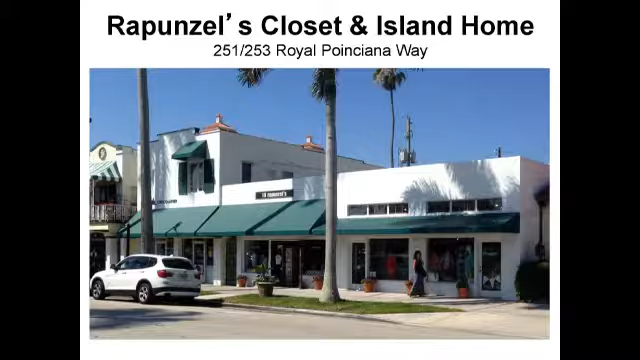 Rapunzel's Closet & Island Home
251/253 Royal Poinciana Way